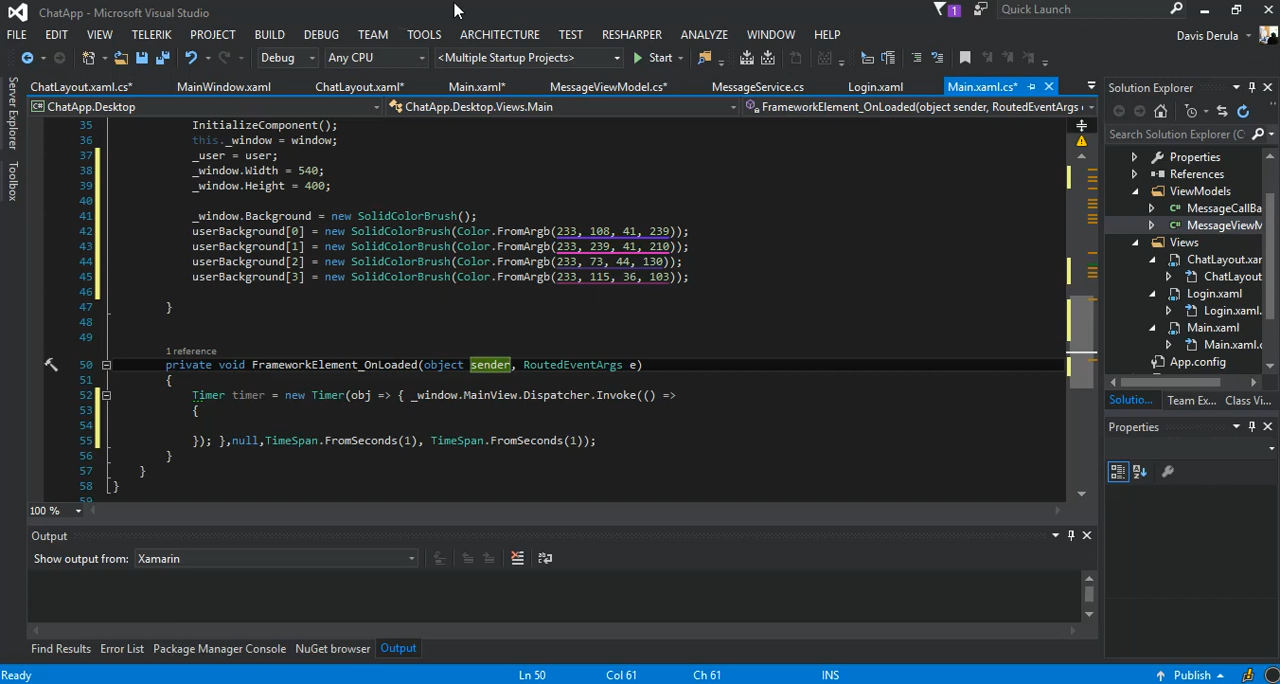 ChatApp - Microsoft Visual Studio
1
Quick Launch
FILE EDIT VIEW TELERIK PROJECT BUILD DEBUG TEAM TOOLS ARCHITECTURE TEST RESHARPER ANALYZE WINDOW HELP
Davis Derula
Debug Any CPU <Multiple Startup Projects> Start
Server Explorer
Toolbox
ChatLayout.xaml.cs* MainWindow.xaml ChatLayout.xaml* Main.xaml* MessageViewModel.cs* MessageService.cs Login.xaml Main.xaml.cs*
ChatApp.Desktop ChatApp.Desktop.Views.Main FrameworkElement_OnLoaded(object sender, RoutedEventArgs e
35 InitializeComponent();
36 this._window = window;
37 _user = user;
38 _window.Width = 540;
39 _window.Height = 400;
40
41 _window.Background = new SolidColorBrush();
42 userBackground[0] = new SolidColorBrush(Color.FromArgb(233, 108, 41, 239));
43 userBackground[1] = new SolidColorBrush(Color.FromArgb(233, 239, 41, 210));
44 userBackground[2] = new SolidColorBrush(Color.FromArgb(233, 73, 44, 130));
45 userBackground[3] = new SolidColorBrush(Color.FromArgb(233, 115, 36, 103));
46
47 }
48
49
1 reference
50 private void FrameworkElement_OnLoaded(object sender, RoutedEventArgs e)
51 {
52 Timer timer = new Timer(obj => { _window.MainView.Dispatcher.Invoke(() =>
53 {
54
55 }); },null,TimeSpan.FromSeconds(1), TimeSpan.FromSeconds(1));
56 }
57 }
58 }
59
100 %
Output
Show output from: Xamarin
Find Results Error List Package Manager Console NuGet browser Output
Solution Explorer
Search Solution Explorer (C
Properties
References
ViewModels
MessageCallBa
MessageViewM
Views
ChatLayout.xar
ChatLayout
Login.xaml
Login.xaml.
Main.xaml
Main.xaml.
App.config
Solutio... Team Ex... Class Vi...
Properties
Ready Ln 50 Col 61 Ch 61 INS Publish